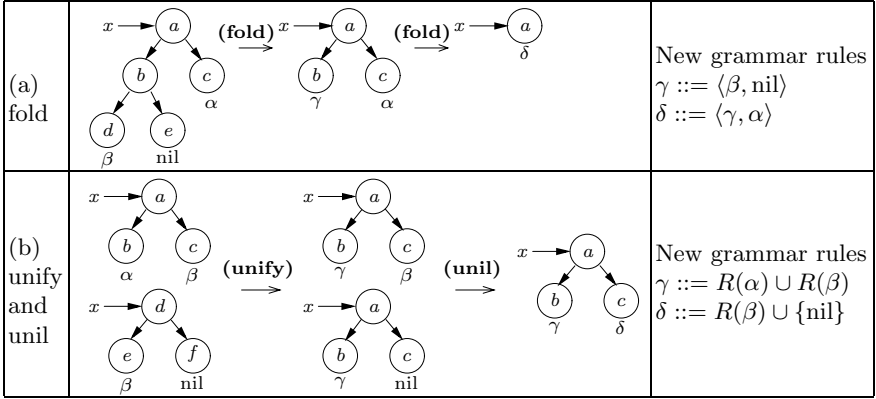 (a)
fold
x a (fold) x a (fold) x a
δ
b c b c
α γ α
d e
β nil
New grammar rules
γ ::= ⟨β, nil⟩
δ ::= ⟨γ, α⟩
(b)
unify
and
unil
x a
b c
α β
x d
e f
β nil
(unify)
x a
b c
γ β
x a
b c
γ nil
(unil)
x a
b c
γ δ
New grammar rules
γ ::= R(α) ∪ R(β)
δ ::= R(β) ∪ {nil}